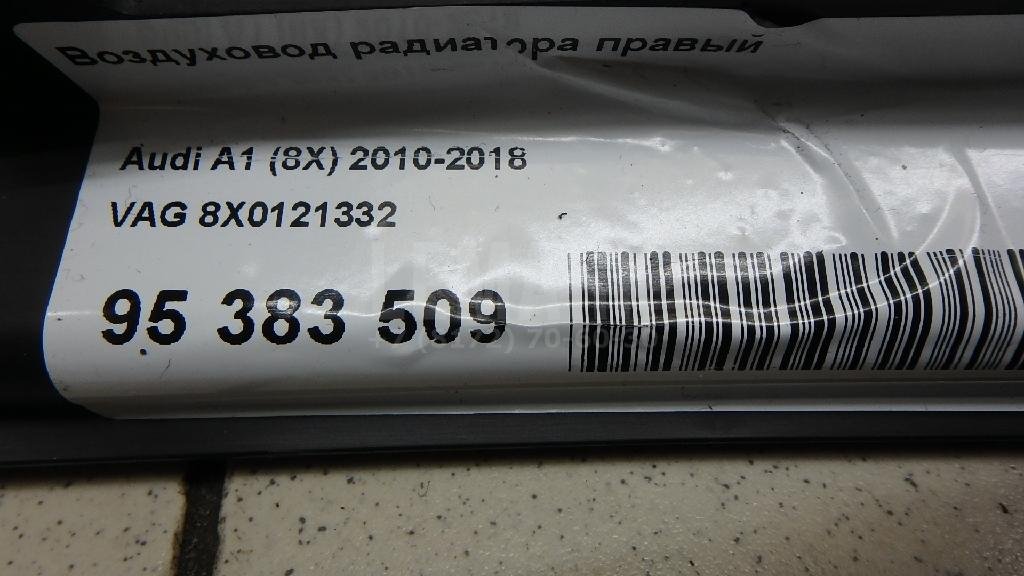 Воздуховод радиатора правый
Audi A1 (8X) 2010-2018
VAG 8X0121332
95 383 509